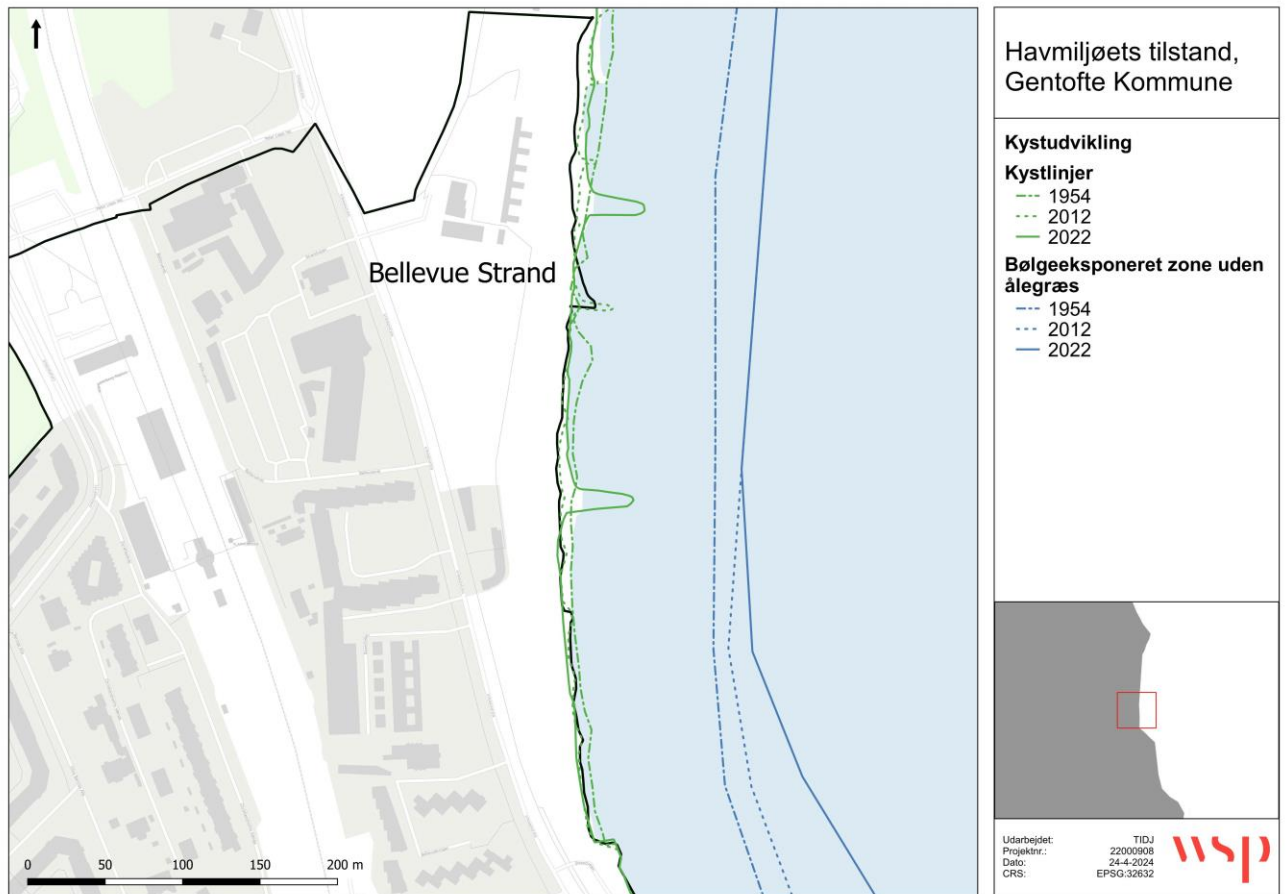 Havmiljøets tilstand,
Gentofte Kommune
Kystudvikling
Kystlinjer
1954
2012
2022
Bølgeeksponeret zone uden
ålegræs
1954
2012
2022
Bellevue Strand
0 50 100 150 200 m
Udarbejdet: TIDJ
Projektnr.: 22000908
Dato: 24-4-2024
CRS: EPSG:32632
wsp